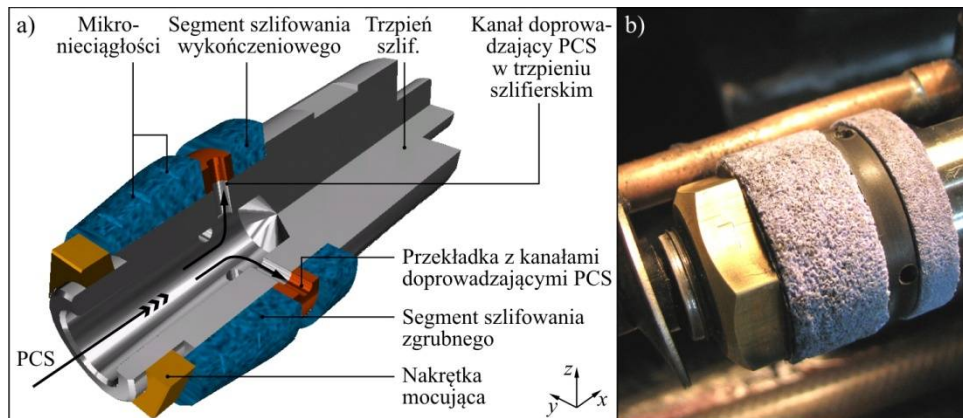 a)
Mikro-
nieciągłości
Segment szlifowania
wykończeniowego
Trzpień
szlif.
Kanał doprowa-
dzający PCS
w trzpieniu
szlifierskim
Przekładka z kanałami
doprowadzającymi PCS
Segment szlifowania
zgrubnego
Nakrętka
mocująca
PCS
z
y
x
b)